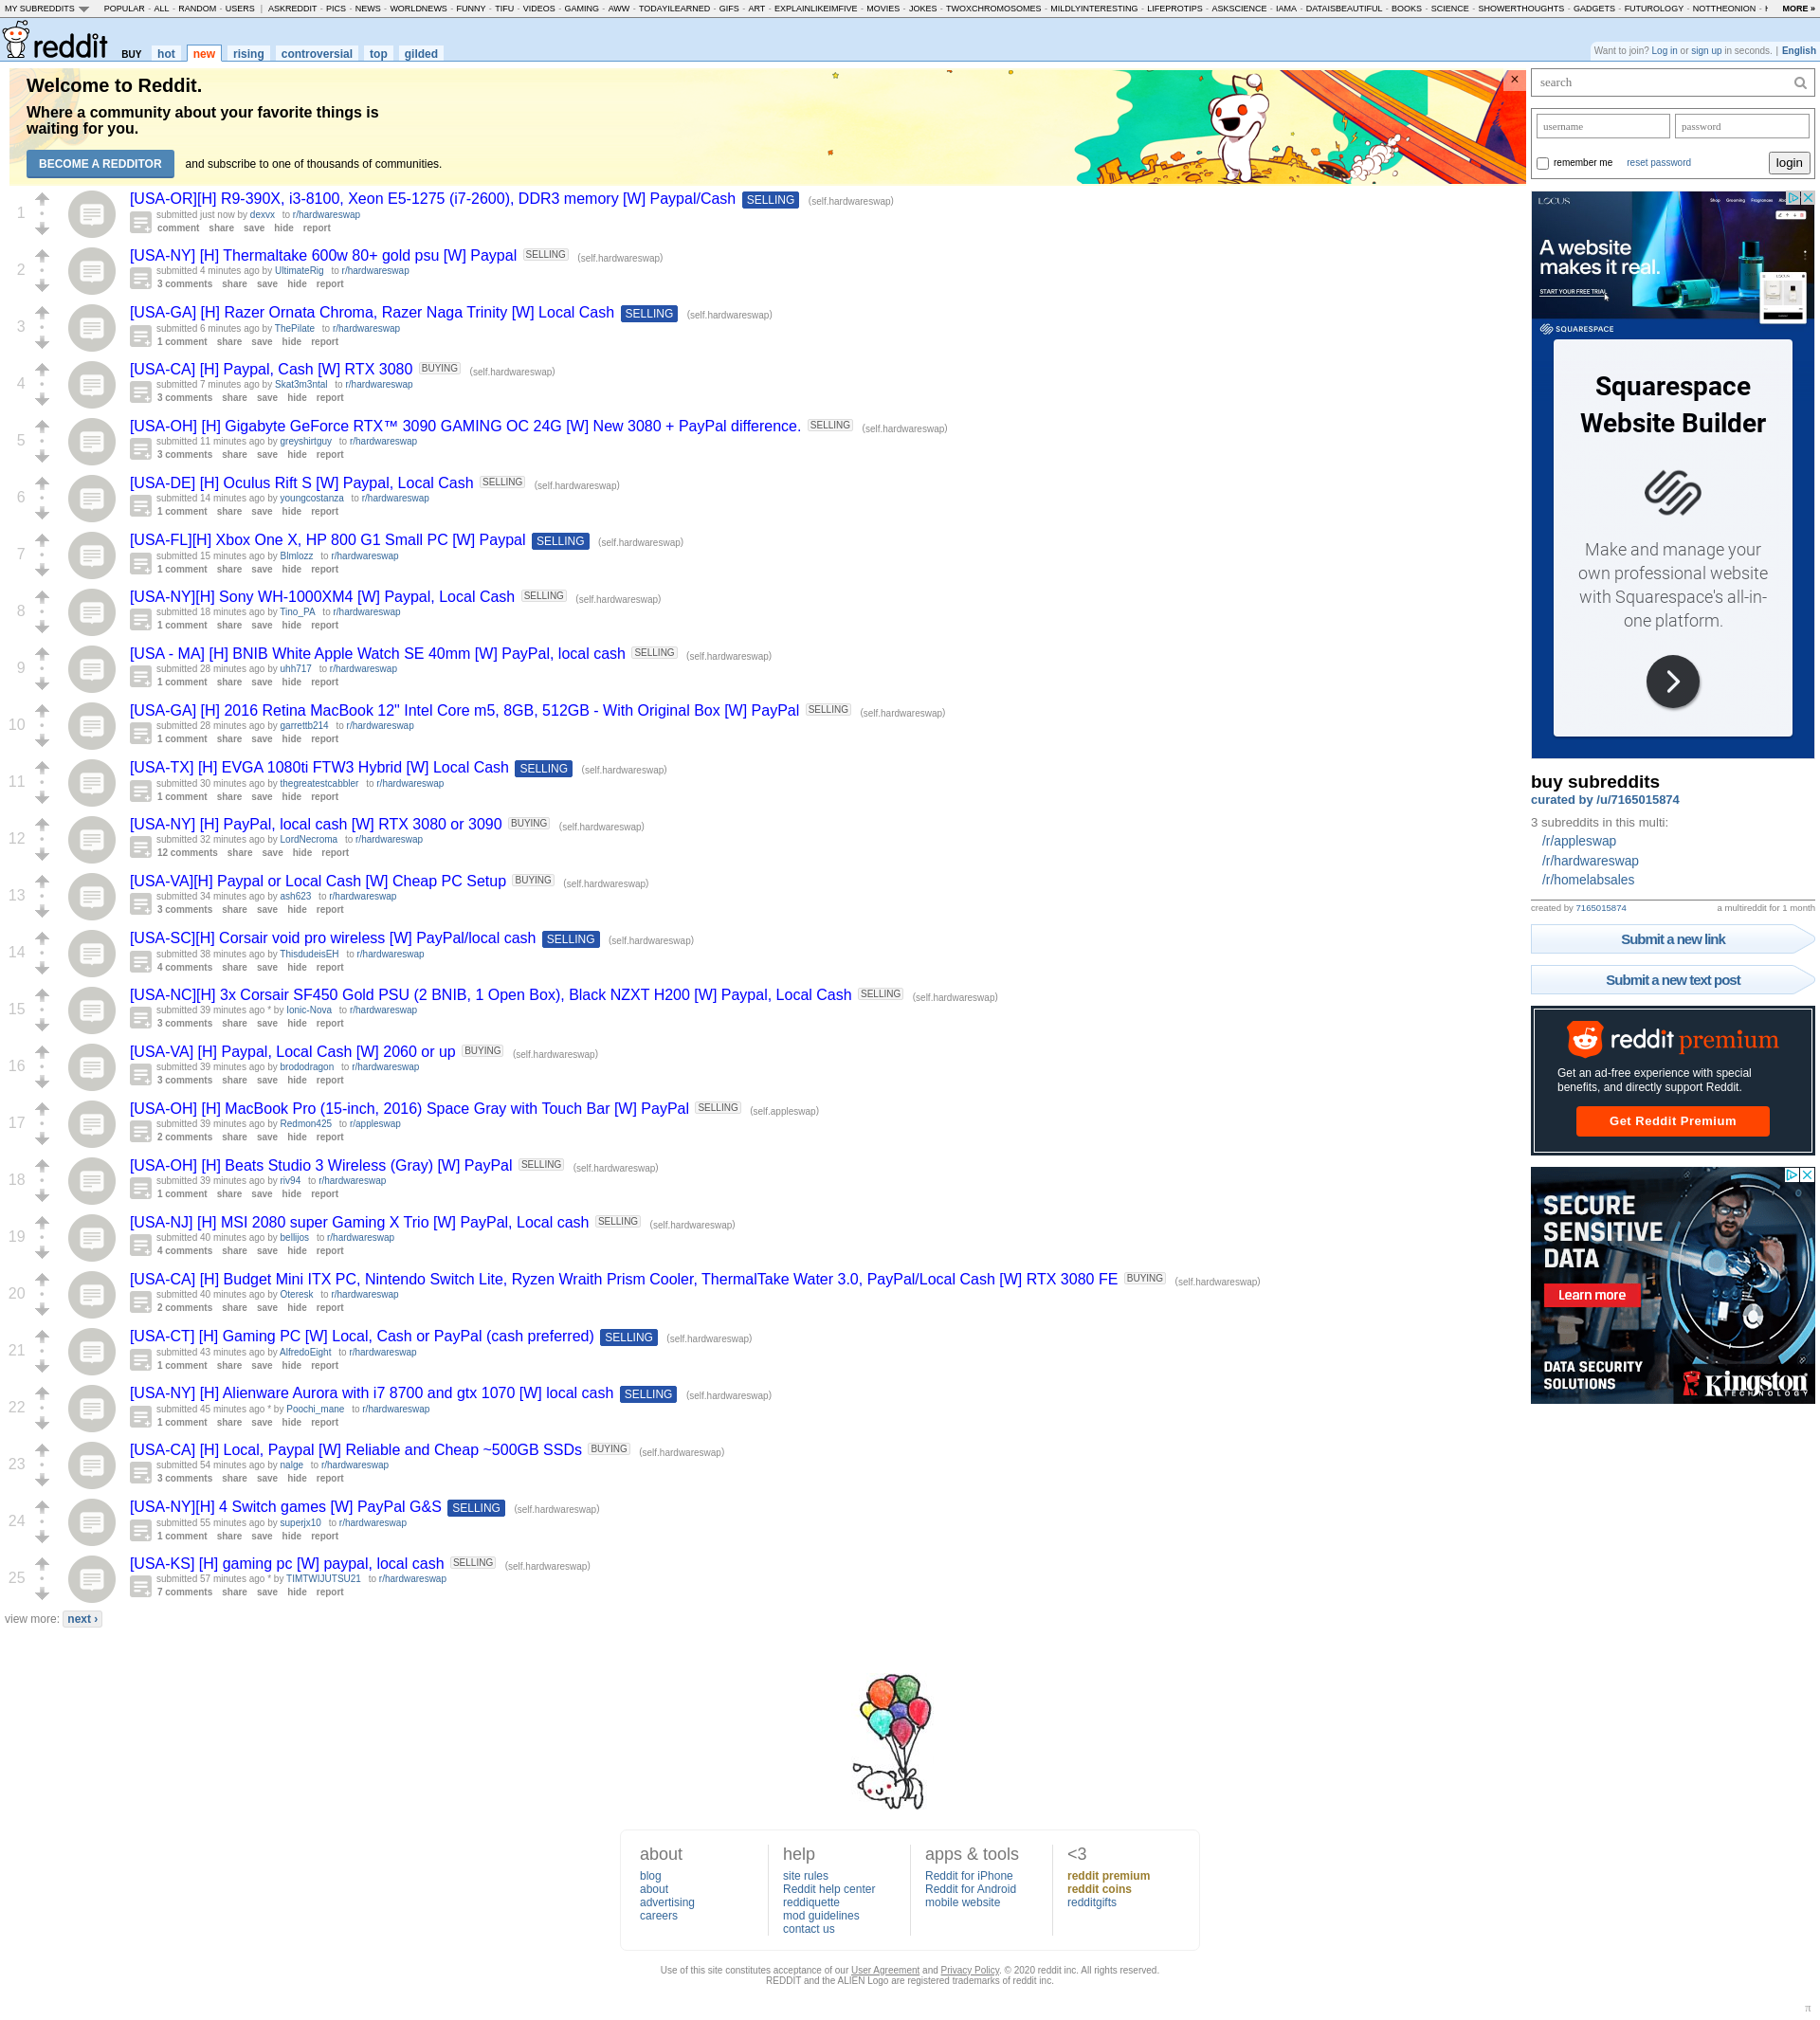 MY SUBREDDITS POPULAR - ALL - RANDOM - USERS | ASKREDDIT - PICS - NEWS - WORLDNEWS - FUNNY - TIFU - VIDEOS - GAMING - AWW - TODAYILEARNED - GIFS - ART - EXPLAINLIKEIMFIVE - MOVIES - JOKES - TWOXCHROMOSOMES - MILDLYINTERESTING - LIFEPROTIPS - ASKSCIENCE - IAMA - DATAISBEAUTIFUL - BOOKS - SCIENCE - SHOWERTHOUGHTS - GADGETS - FUTUROLOGY - NOTTHEONION - MORE »
reddit BUY hot new rising controversial top gilded
Want to join? Log in or sign up in seconds. | English
Welcome to Reddit.
Where a community about your favorite things is
waiting for you.
BECOME A REDDITOR and subscribe to one of thousands of communities.
1
[USA-OR][H] R9-390X, i3-8100, Xeon E5-1275 (i7-2600), DDR3 memory [W] Paypal/Cash SELLING (self.hardwareswap)
submitted just now by dexvx to r/hardwareswap
comment share save hide report
2
[USA-NY] [H] Thermaltake 600w 80+ gold psu [W] Paypal SELLING (self.hardwareswap)
submitted 4 minutes ago by UltimateRig to r/hardwareswap
3 comments share save hide report
3
[USA-GA] [H] Razer Ornata Chroma, Razer Naga Trinity [W] Local Cash SELLING (self.hardwareswap)
submitted 6 minutes ago by ThePilate to r/hardwareswap
1 comment share save hide report
4
[USA-CA] [H] Paypal, Cash [W] RTX 3080 BUYING (self.hardwareswap)
submitted 7 minutes ago by Skat3m3ntal to r/hardwareswap
3 comments share save hide report
5
[USA-OH] [H] Gigabyte GeForce RTX™ 3090 GAMING OC 24G [W] New 3080 + PayPal difference. SELLING (self.hardwareswap)
submitted 11 minutes ago by greyshirtguy to r/hardwareswap
3 comments share save hide report
6
[USA-DE] [H] Oculus Rift S [W] Paypal, Local Cash SELLING (self.hardwareswap)
submitted 14 minutes ago by youngcostanza to r/hardwareswap
1 comment share save hide report
7
[USA-FL][H] Xbox One X, HP 800 G1 Small PC [W] Paypal SELLING (self.hardwareswap)
submitted 15 minutes ago by Blmlozz to r/hardwareswap
1 comment share save hide report
8
[USA-NY][H] Sony WH-1000XM4 [W] Paypal, Local Cash SELLING (self.hardwareswap)
submitted 18 minutes ago by Tino_PA to r/hardwareswap
1 comment share save hide report
9
[USA - MA] [H] BNIB White Apple Watch SE 40mm [W] PayPal, local cash SELLING (self.hardwareswap)
submitted 28 minutes ago by uhh717 to r/hardwareswap
1 comment share save hide report
10
[USA-GA] [H] 2016 Retina MacBook 12" Intel Core m5, 8GB, 512GB - With Original Box [W] PayPal SELLING (self.hardwareswap)
submitted 28 minutes ago by garrettb214 to r/hardwareswap
1 comment share save hide report
11
[USA-TX] [H] EVGA 1080ti FTW3 Hybrid [W] Local Cash SELLING (self.hardwareswap)
submitted 30 minutes ago by thegreatestcabbler to r/hardwareswap
1 comment share save hide report
12
[USA-NY] [H] PayPal, local cash [W] RTX 3080 or 3090 BUYING (self.hardwareswap)
submitted 32 minutes ago by LordNecroma to r/hardwareswap
12 comments share save hide report
13
[USA-VA][H] Paypal or Local Cash [W] Cheap PC Setup BUYING (self.hardwareswap)
submitted 34 minutes ago by ash623 to r/hardwareswap
3 comments share save hide report
14
[USA-SC][H] Corsair void pro wireless [W] PayPal/local cash SELLING (self.hardwareswap)
submitted 38 minutes ago by ThisdudeisEH to r/hardwareswap
4 comments share save hide report
15
[USA-NC][H] 3x Corsair SF450 Gold PSU (2 BNIB, 1 Open Box), Black NZXT H200 [W] Paypal, Local Cash SELLING (self.hardwareswap)
submitted 39 minutes ago * by Ionic-Nova to r/hardwareswap
3 comments share save hide report
16
[USA-VA] [H] Paypal, Local Cash [W] 2060 or up BUYING (self.hardwareswap)
submitted 39 minutes ago by brododragon to r/hardwareswap
3 comments share save hide report
17
[USA-OH] [H] MacBook Pro (15-inch, 2016) Space Gray with Touch Bar [W] PayPal SELLING (self.appleswap)
submitted 39 minutes ago by Redmon425 to r/appleswap
2 comments share save hide report
18
[USA-OH] [H] Beats Studio 3 Wireless (Gray) [W] PayPal SELLING (self.hardwareswap)
submitted 39 minutes ago by riv94 to r/hardwareswap
1 comment share save hide report
19
[USA-NJ] [H] MSI 2080 super Gaming X Trio [W] PayPal, Local cash SELLING (self.hardwareswap)
submitted 40 minutes ago by bellijos to r/hardwareswap
4 comments share save hide report
20
[USA-CA] [H] Budget Mini ITX PC, Nintendo Switch Lite, Ryzen Wraith Prism Cooler, ThermalTake Water 3.0, PayPal/Local Cash [W] RTX 3080 FE BUYING (self.hardwareswap)
submitted 40 minutes ago by Oteresk to r/hardwareswap
2 comments share save hide report
21
[USA-CT] [H] Gaming PC [W] Local, Cash or PayPal (cash preferred) SELLING (self.hardwareswap)
submitted 43 minutes ago by AlfredoEight to r/hardwareswap
1 comment share save hide report
22
[USA-NY] [H] Alienware Aurora with i7 8700 and gtx 1070 [W] local cash SELLING (self.hardwareswap)
submitted 45 minutes ago * by Poochi_mane to r/hardwareswap
1 comment share save hide report
23
[USA-CA] [H] Local, Paypal [W] Reliable and Cheap ~500GB SSDs BUYING (self.hardwareswap)
submitted 54 minutes ago by nalge to r/hardwareswap
3 comments share save hide report
24
[USA-NY][H] 4 Switch games [W] PayPal G&S SELLING (self.hardwareswap)
submitted 55 minutes ago by superjx10 to r/hardwareswap
1 comment share save hide report
25
[USA-KS] [H] gaming pc [W] paypal, local cash SELLING (self.hardwareswap)
submitted 57 minutes ago * by TIMTWIJUTSU21 to r/hardwareswap
7 comments share save hide report
view more: next ›
search
username password
remember me reset password login
LOCUS
A website
makes it real.
START YOUR FREE TRIAL
SQUARESPACE
Squarespace
Website Builder
Make and manage your
own professional website
with Squarespace's all-in-
one platform.
buy subreddits
curated by /u/7165015874
3 subreddits in this multi:
/r/appleswap
/r/hardwareswap
/r/homelabsales
created by 7165015874 a multireddit for 1 month
Submit a new link
Submit a new text post
reddit premium
Get an ad-free experience with special
benefits, and directly support Reddit.
Get Reddit Premium
SECURE
SENSITIVE
DATA
Learn more
DATA SECURITY
SOLUTIONS
Kingston
TECHNOLOGY
about
blog
about
advertising
careers
help
site rules
Reddit help center
reddiquette
mod guidelines
contact us
apps & tools
Reddit for iPhone
Reddit for Android
mobile website
<3
reddit premium
reddit coins
redditgifts
Use of this site constitutes acceptance of our User Agreement and Privacy Policy. © 2020 reddit inc. All rights reserved.
REDDIT and the ALIEN Logo are registered trademarks of reddit inc.
π